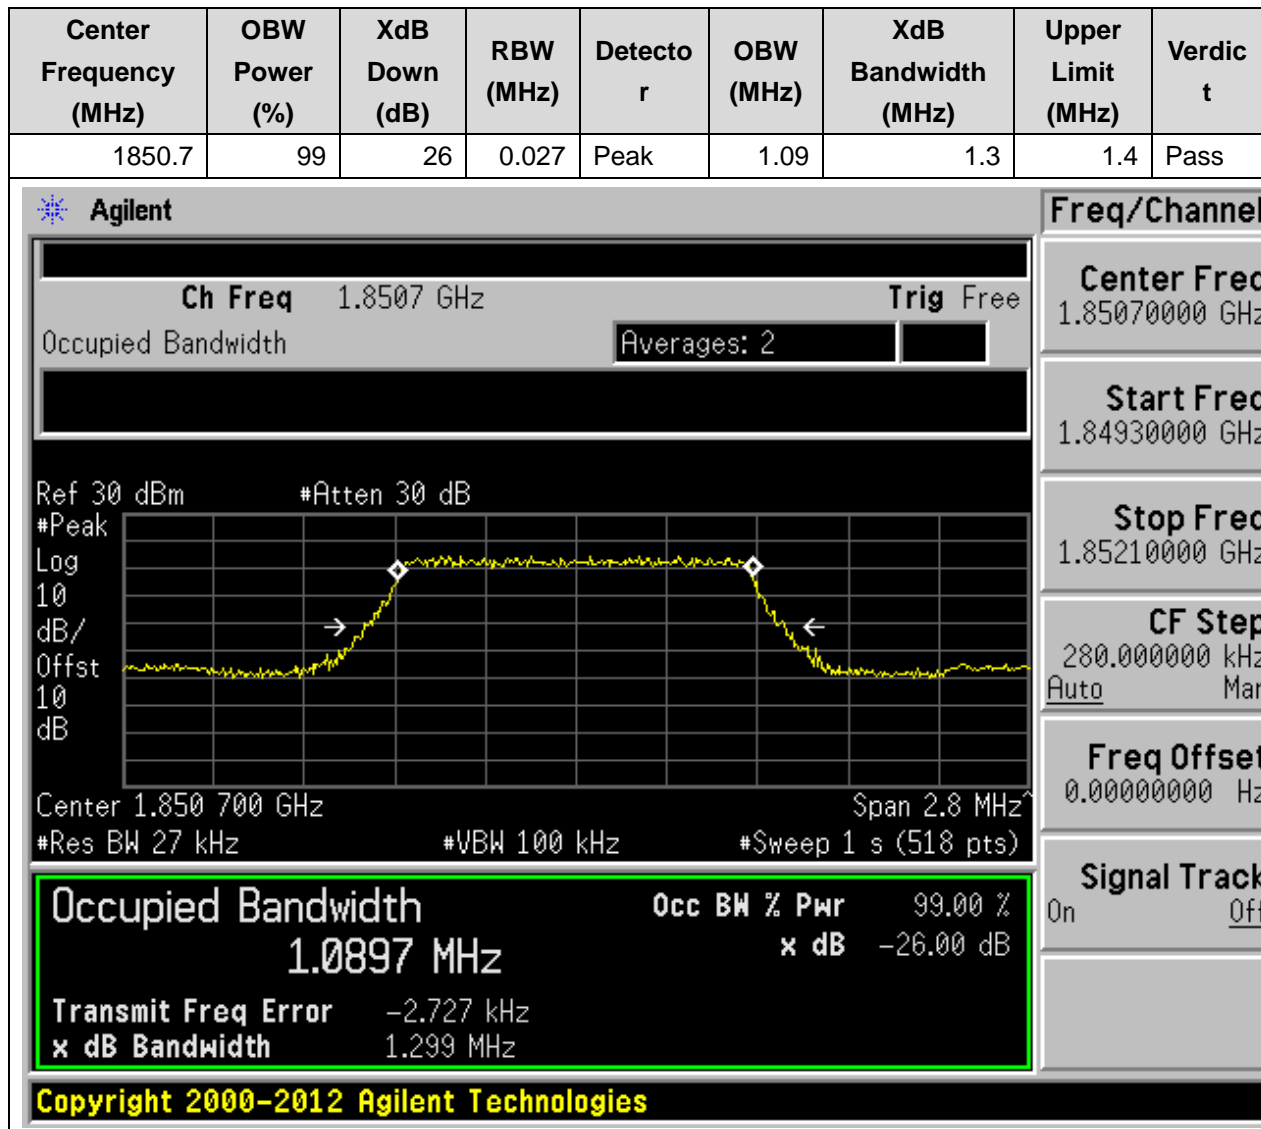 Center Frequency (MHz) OBW Power (%) XdB Down (dB) RBW (MHz) Detecto r OBW (MHz) XdB Bandwidth (MHz) Upper Limit (MHz) Verdic t
1850.7 99 26 0.027 Peak 1.09 1.3 1.4 Pass
Agilent
Ch Freq 1.8507 GHz Trig Free
Occupied Bandwidth Averages: 2
Ref 30 dBm #Atten 30 dB
#Peak
Log
10
dB/
Offst
10
dB
Center 1.850 700 GHz Span 2.8 MHz^
#Res BW 27 kHz #VBW 100 kHz #Sweep 1 s (518 pts)
Occupied Bandwidth
1.0897 MHz
Occ BW % Pwr 99.00 %
x dB -26.00 dB
Transmit Freq Error -2.727 kHz
x dB Bandwidth 1.299 MHz
Copyright 2000-2012 Agilent Technologies
Freq/Channel
Center Freq
1.85070000 GHz
Start Freq
1.84930000 GHz
Stop Freq
1.85210000 GHz
CF Step
280.000000 kHz
Auto Man
Freq Offset
0.00000000 Hz
Signal Track
On Off